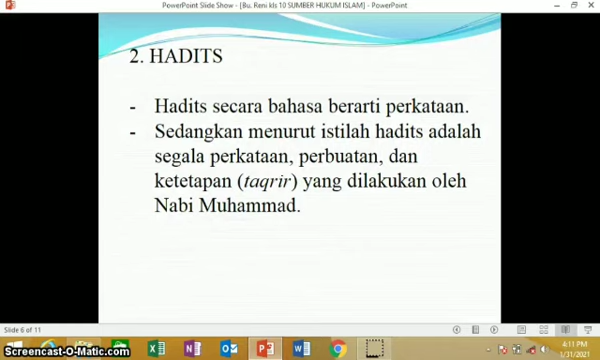 PowerPoint Slide Show - [Bu. Reni kls 10 SUMBER HUKUM ISLAM] - PowerPoint
2. HADITS
- Hadits secara bahasa berarti perkataan.
- Sedangkan menurut istilah hadits adalah
segala perkataan, perbuatan, dan
ketetapan (taqrir) yang dilakukan oleh
Nabi Muhammad.
Slide 6 of 11
Screencast-O-Matic.com
4:11 PM
1/31/2021